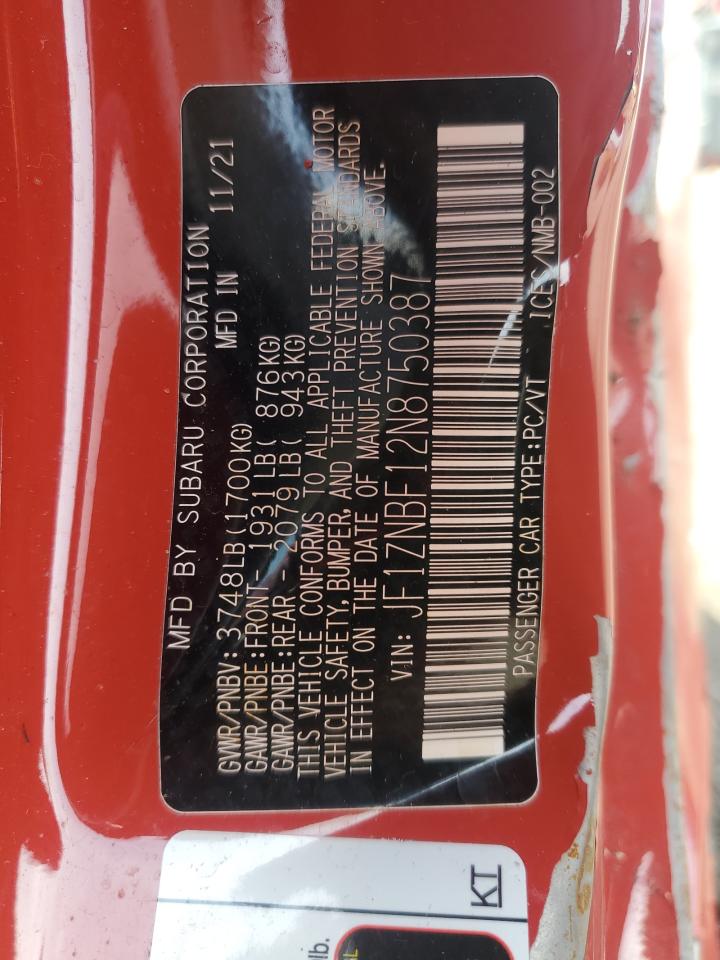 MFD BY SUBARU CORPORATION
MFD IN 11/21
GVWR/PNBV: 3748LB(1700KG)
GAWR/PNBE:FRONT- 1931LB( 876KG)
GAWR/PNBE:REAR - 2079LB( 943KG)
THIS VEHICLE CONFORMS TO ALL APPLICABLE FEDERAL MOTOR
VEHICLE SAFETY, BUMPER, AND THEFT PREVENTION STANDARDS
IN EFFECT ON THE DATE OF MANUFACTURE SHOWN ABOVE.
VIN: JF1ZNBF12N8750387
PASSENGER CAR TYPE:PC/VT ICES/NMB-002
KT
lb.